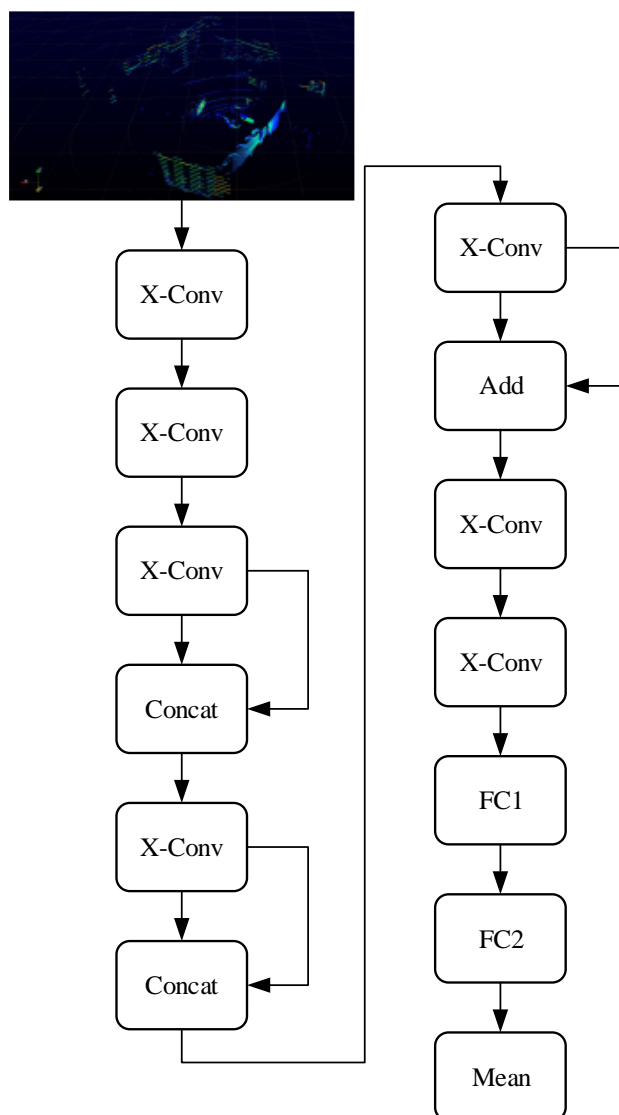 X-Conv
X-Conv
X-Conv
Concat
X-Conv
Concat
X-Conv
Add
X-Conv
X-Conv
FC1
FC2
Mean